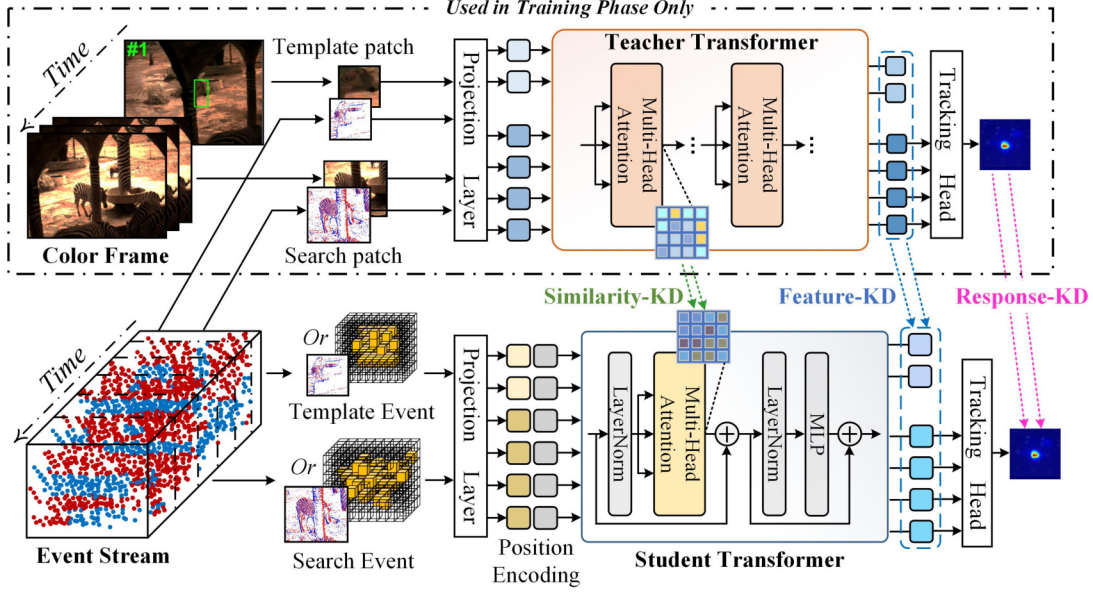 Used in Training Phase Only
Time
#1
Template patch
Search patch
Color Frame
Projection
Layer
Teacher Transformer
Multi-Head
Attention
...
Multi-Head
Attention
...
Tracking
Head
Similarity-KD
Feature-KD
Response-KD
Time
Event Stream
Or
Template Event
Or
Search Event
Projection
Layer
Position
Encoding
LayerNorm
Multi-Head
Attention
LayerNorm
MLP
Student Transformer
Tracking
Head